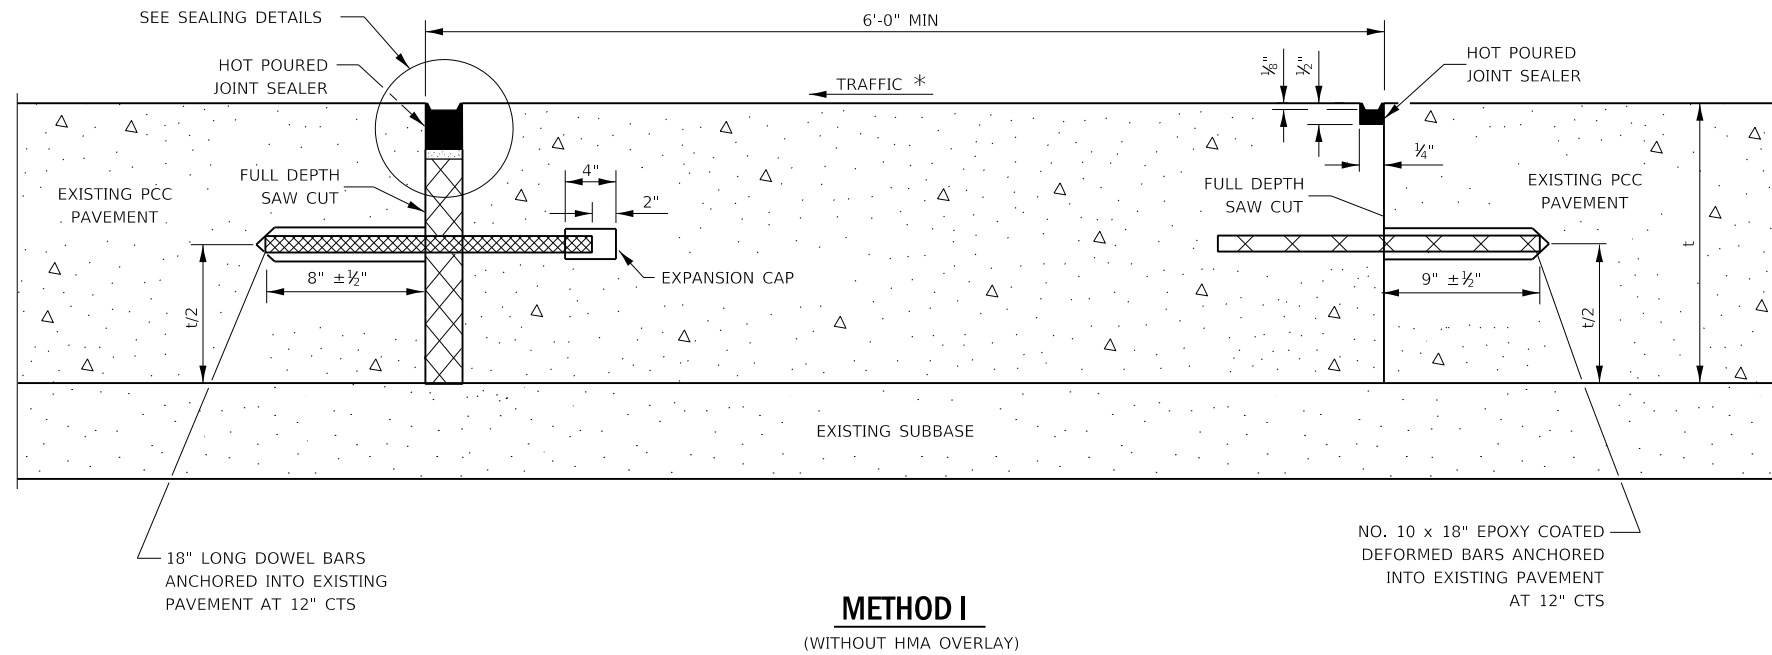 SEE SEALING DETAILS
6'-0" MIN
HOT POURED
JOINT SEALER
TRAFFIC *
⅛"
½"
HOT POURED
JOINT SEALER
¼"
4"
2"
FULL DEPTH
SAW CUT
EXISTING PCC
PAVEMENT
FULL DEPTH
SAW CUT
EXISTING PCC
PAVEMENT
t
8" ±½"
EXPANSION CAP
9" ±½"
t/2
t/2
EXISTING SUBBASE
18" LONG DOWEL BARS
ANCHORED INTO EXISTING
PAVEMENT AT 12" CTS
NO. 10 x 18" EPOXY COATED
DEFORMED BARS ANCHORED
INTO EXISTING PAVEMENT
AT 12" CTS
METHOD I
(WITHOUT HMA OVERLAY)